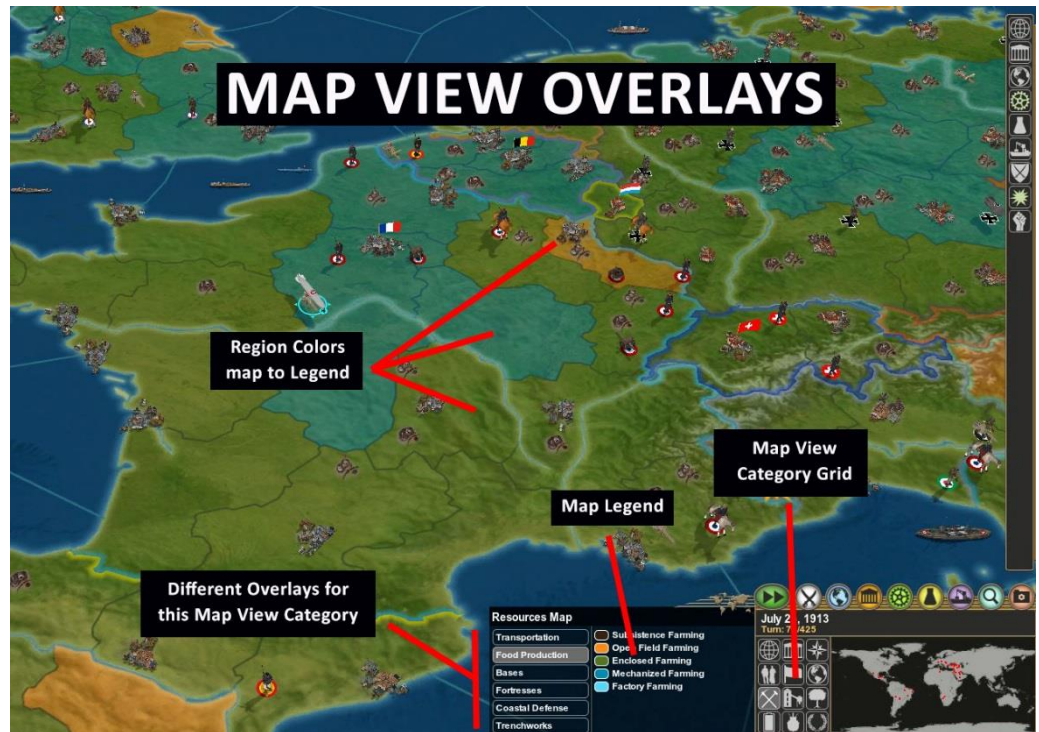 MAP VIEW OVERLAYS
Region Colors
map to Legend
Map View
Category Grid
Map Legend
Different Overlays for
this Map View Category
Resources Map
Transportation
Food Production
Bases
Fortresses
Coastal Defense
Trenchworks
Subsistence Farming
Open Field Farming
Enclosed Farming
Mechanized Farming
Factory Farming
1913
Turn: